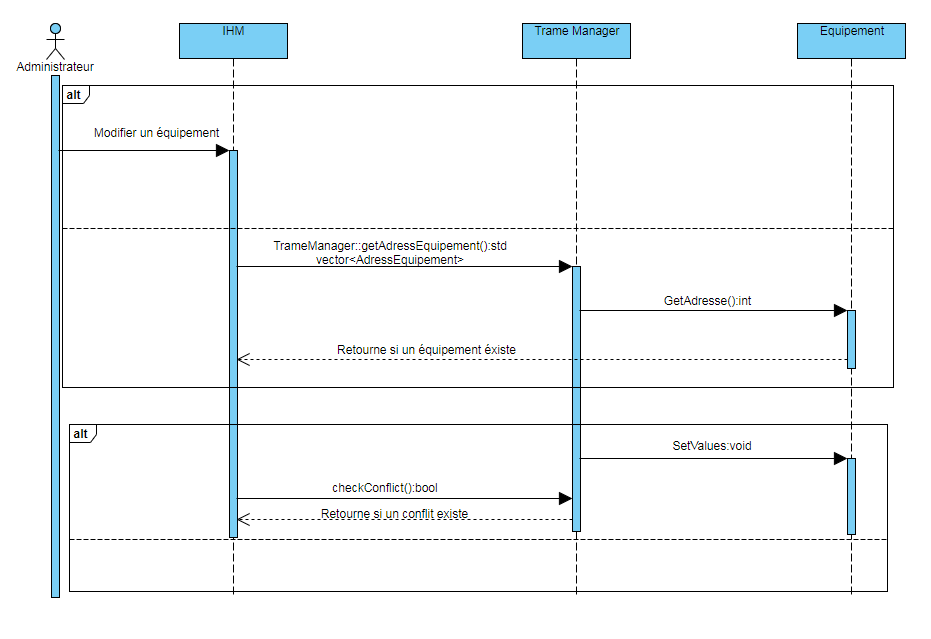 IHM
Trame Manager
Equipement
Administrateur
alt
Modifier un équipement
TrameManager::getAdressEquipement():std
vector<AdressEquipement>
GetAdresse():int
Retourne si un équipement éxiste
alt
SetValues:void
checkConflict():bool
Retourne si un conflit existe